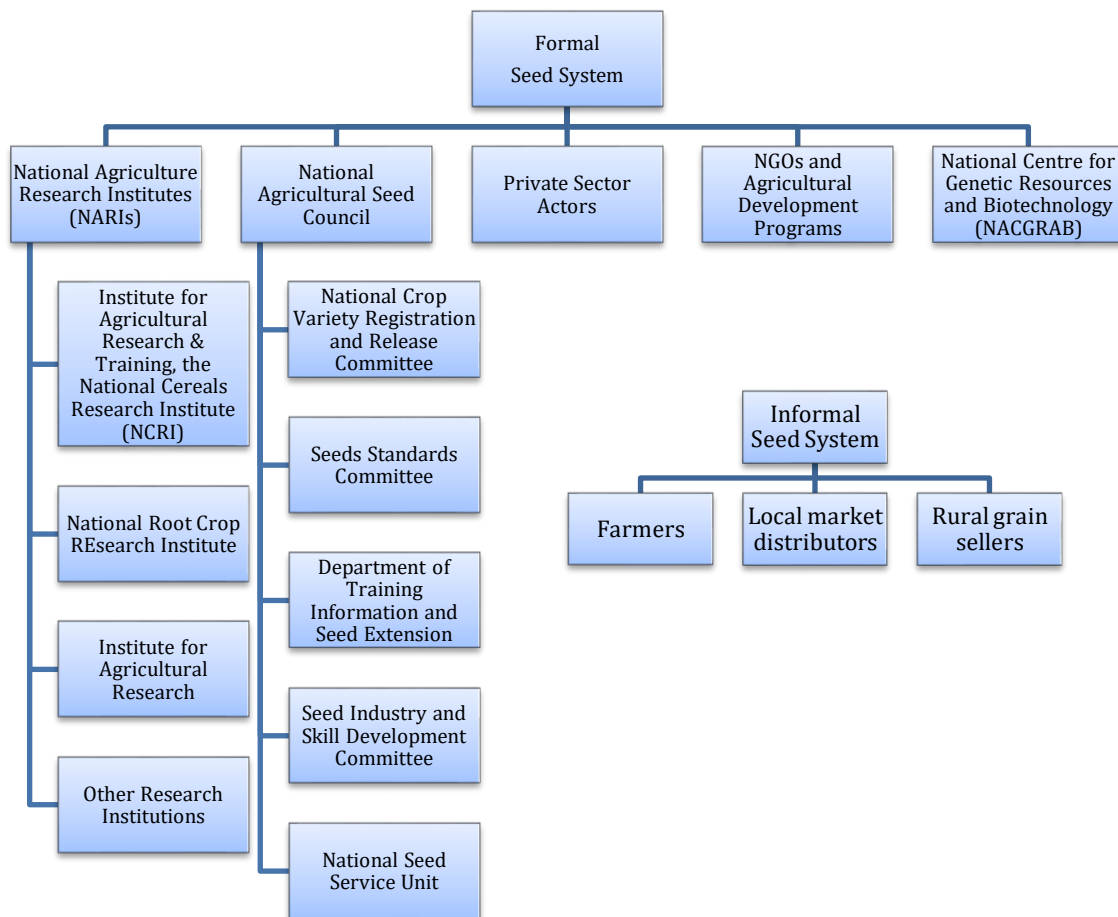 Formal
Seed System
National Agriculture
Research Institutes
(NARIs)
National
Agricultural Seed
Council
Private Sector
Actors
NGOs and
Agricultural
Development
Programs
National Centre for
Genetic Resources
and Biotechnology
(NACGRAB)
Institute for
Agricultural
Research &
Training, the
National Cereals
Research Institute
(NCRI)
National Root Crop
REsearch Institute
Institute for
Agricultural
Research
Other Research
Institutions
National Crop
Variety Registration
and Release
Committee
Seeds Standards
Committee
Department of
Training
Information and
Seed Extension
Seed Industry and
Skill Development
Committee
National Seed
Service Unit
Informal
Seed System
Farmers
Local market
distributors
Rural grain
sellers